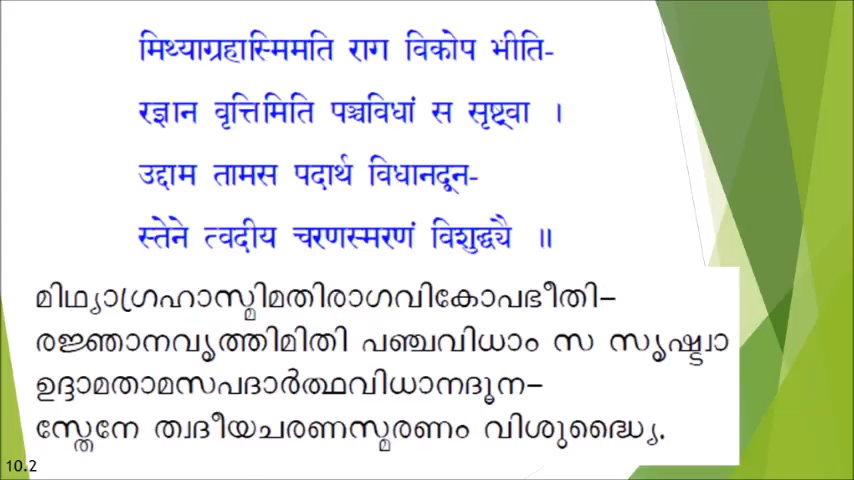 मिथ्याग्रहास्मिमति राग विकोप भीति-
रज्ञान वृत्तिमिति पञ्चविधां स सृष्ट्वा ।
उद्दाम तामस पदार्थ विधानदून-
स्तेने त्वदीय चरणस्मरणं विशुद्ध्यै ॥
മിഥ്യാഗ്രഹാസ്മിമതിരാഗവികോപഭീതി–
രജ്ഞാനവൃത്തിമിതി പഞ്ചവിധാം സ സൃഷ്ട്വാ
ഉദ്ദാമതാമസപദാർത്ഥവിധാനദൂന–
സ്തേനേ ത്വദീയചരണസ്മരണം വിശുദ്ധ്യൈ.
10.2